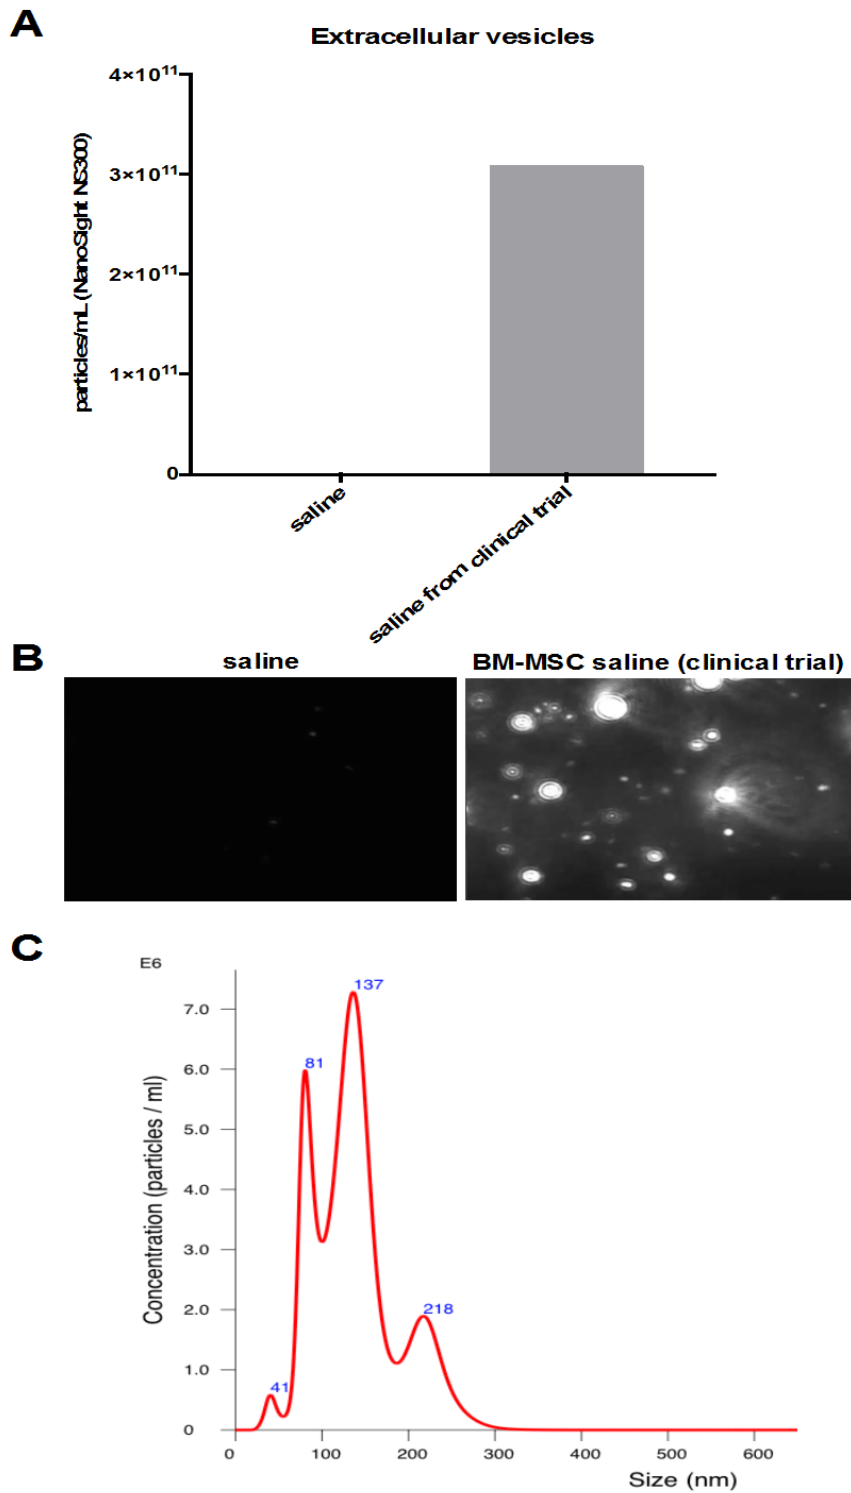 A
Extracellular vesicles
particles/mL (NanoSight NS300)
4×10¹¹
3×10¹¹
2×10¹¹
1×10¹¹
0
saline
saline from clinical trial
B
saline
BM-MSC saline (clinical trial)
C
E6
Concentration (particles / ml)
7.0
6.0
5.0
4.0
3.0
2.0
1.0
0
41
81
137
218
0 100 200 300 400 500 600
Size (nm)